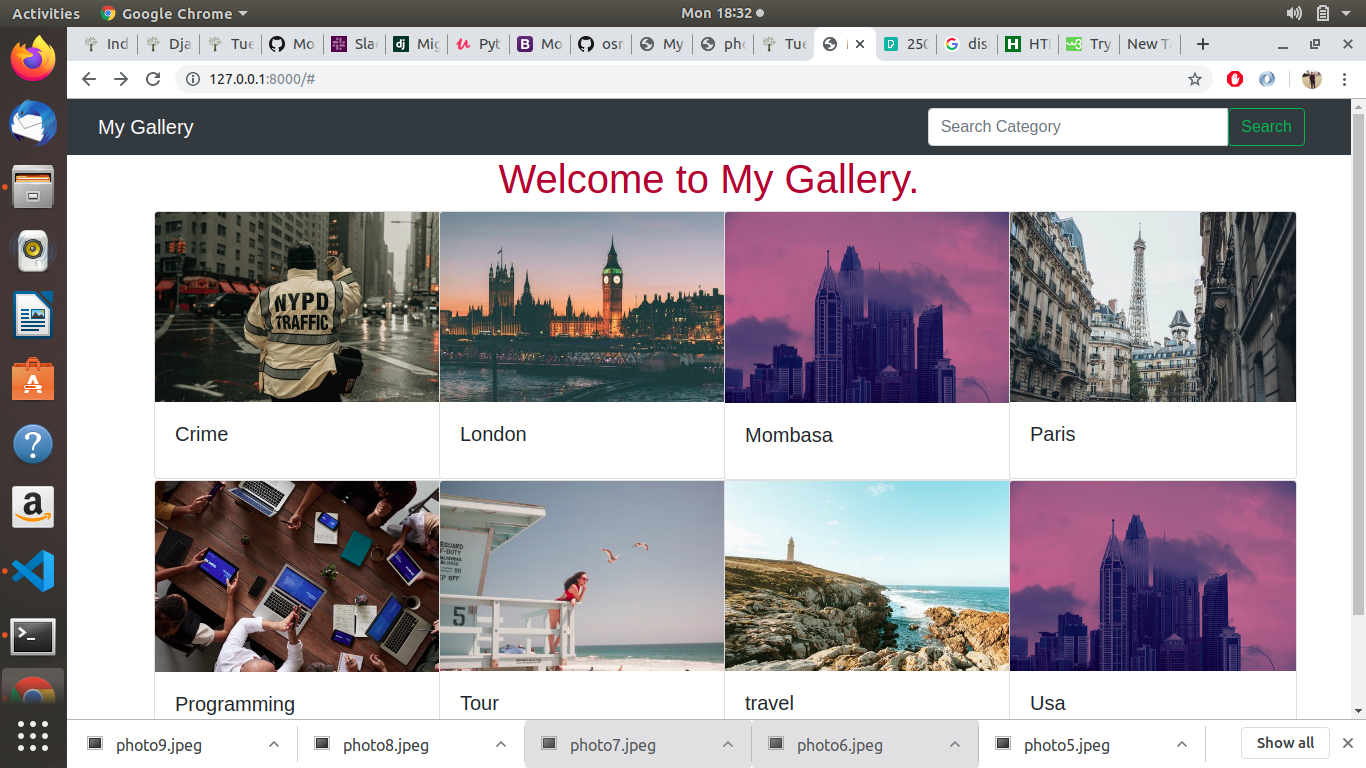 Activities Google Chrome Mon 18:32
Ind Dja Tue Mo Slac Mig Pyt Mo osr My pho Tue 250 dis HTM Try New Ta
127.0.0.1:8000/#
My Gallery Search Category Search
Welcome to My Gallery.
NYPD
TRAFFIC
Crime London Mombasa Paris
5
Programming Tour travel Usa
photo9.jpeg photo8.jpeg photo7.jpeg photo6.jpeg photo5.jpeg Show all